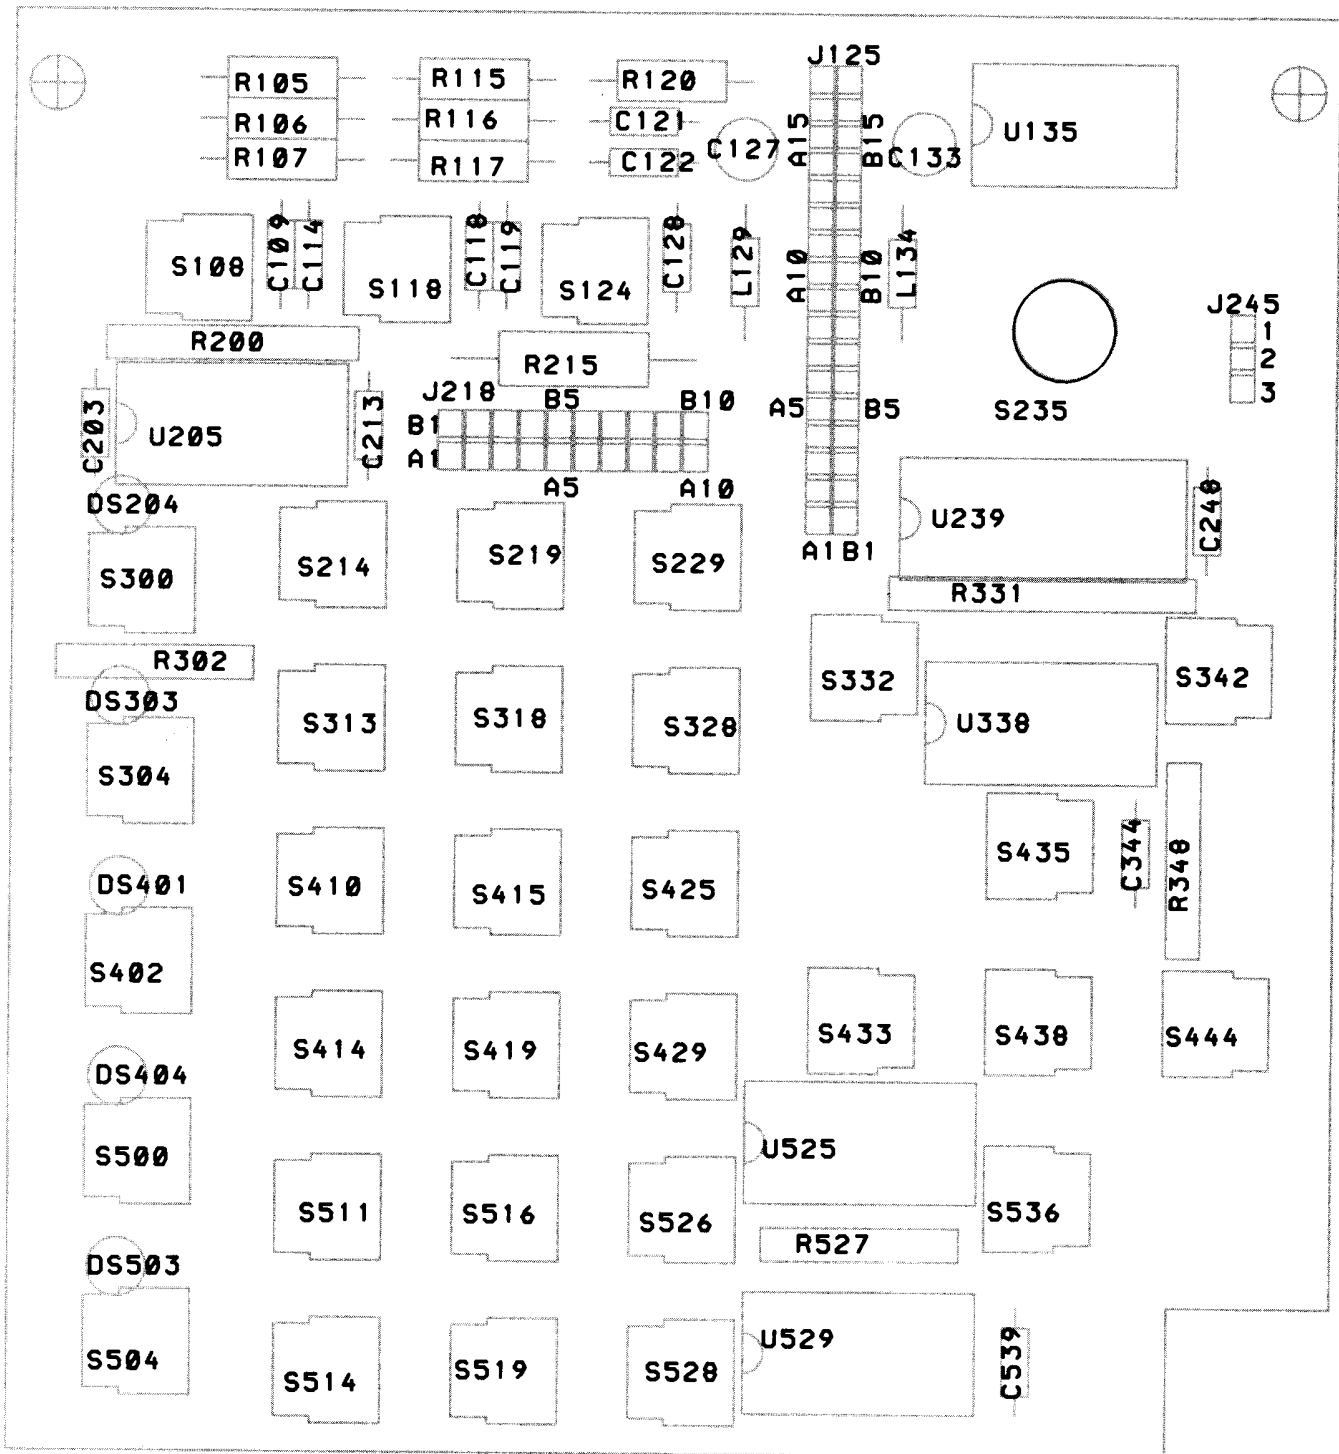 J125
R105
R115
R120
R106
R116
C121
A15
B15
U135
R107
R117
C122
C127
C133
S108
C109
C114
S118
C118
C119
S124
C128
L129
A10
B10
L134
J245
1
2
3
R200
R215
J218
B5
B10
A5
B5
S235
B1
A1
C203
U205
C213
A5
A10
DS204
U239
C248
S300
S214
S219
S229
A1
B1
R331
R302
S332
S342
DS303
S313
S318
S328
U338
S304
S435
C344
R348
DS401
S410
S415
S425
S402
S414
S419
S429
S433
S438
S444
DS404
S500
U525
S511
S516
S526
S536
R527
DS503
U529
S504
S514
S519
S528
C539